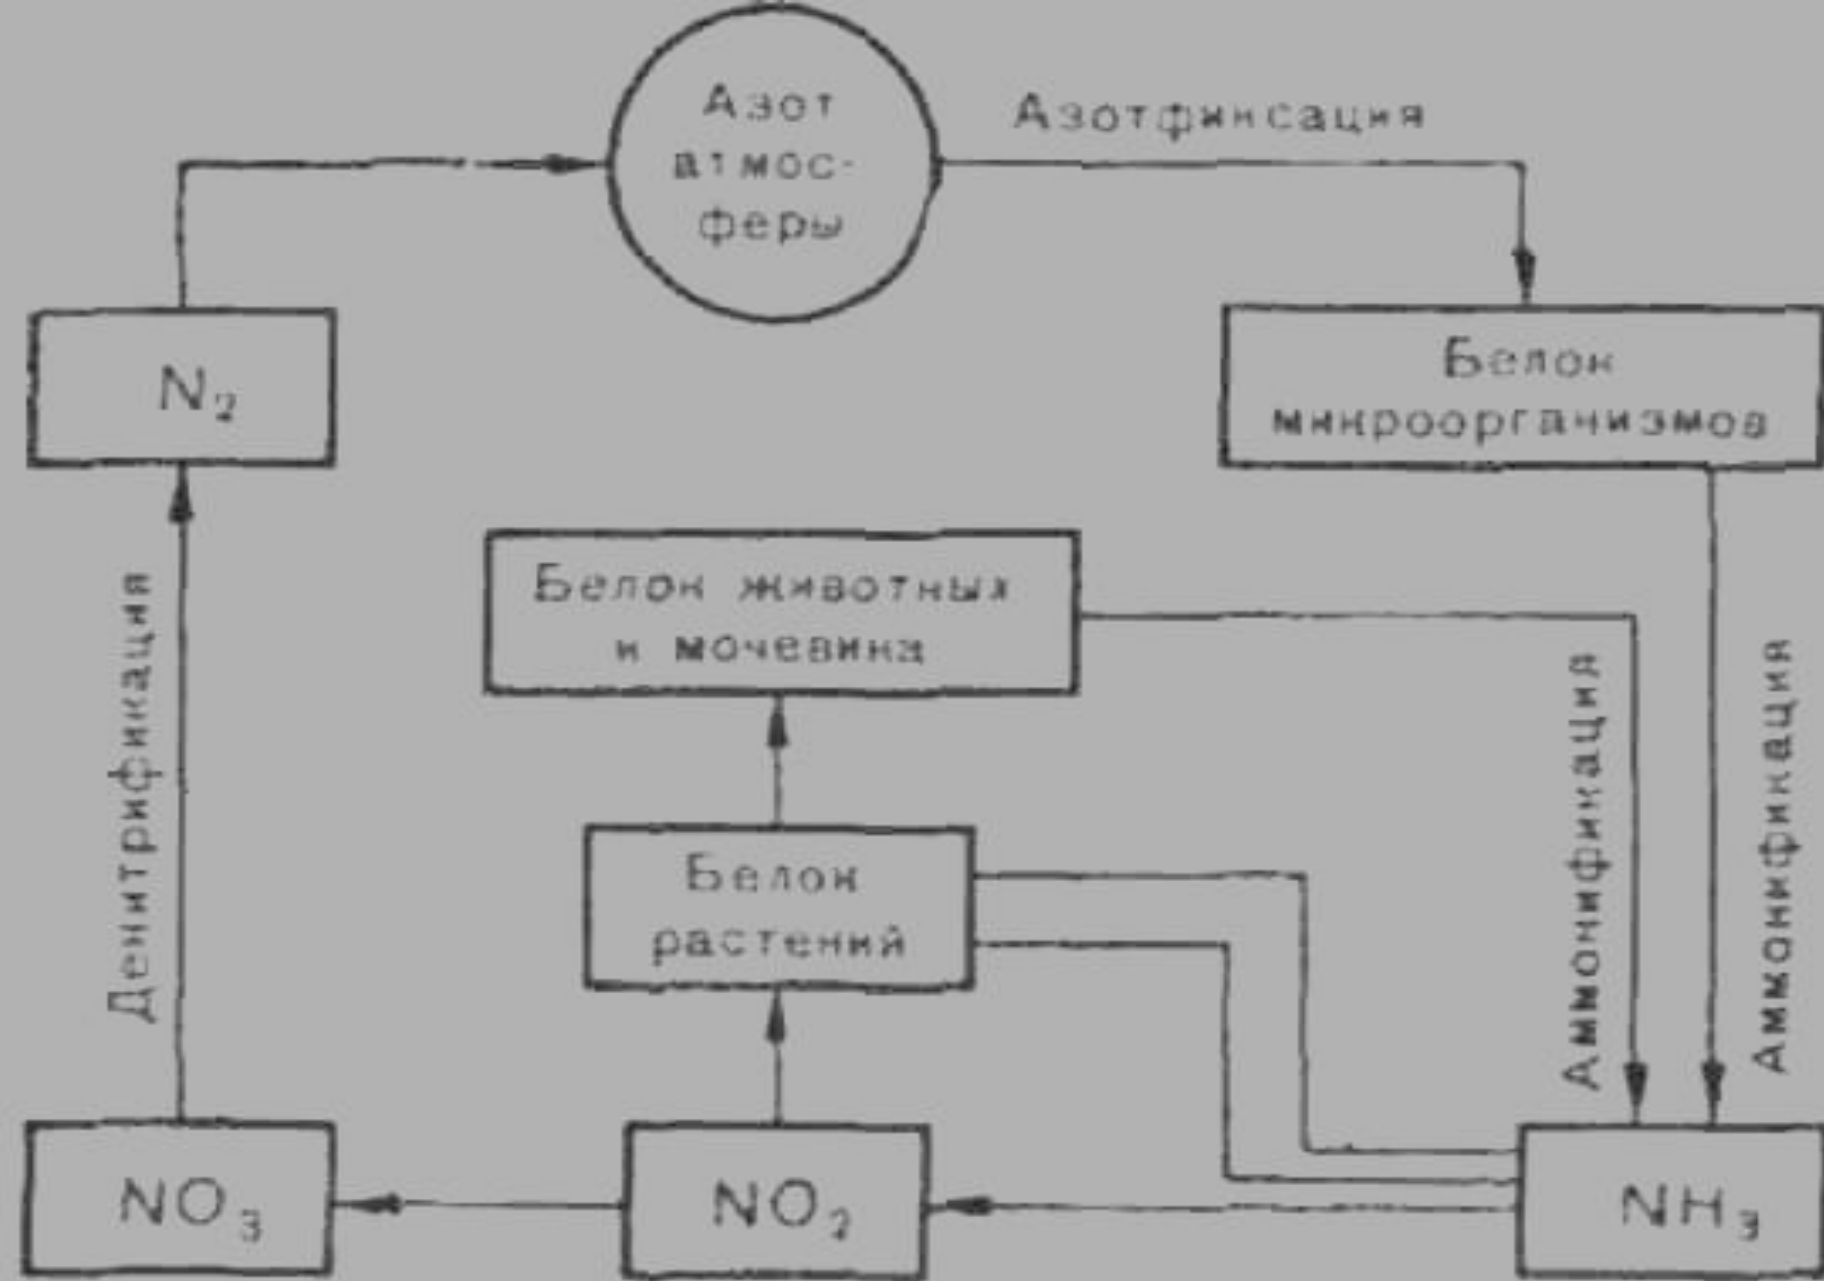 Азот
атмос-
феры
Азотфиксация
N₂
Белок
микроорганизмов
Белок животных
и мочевина
Денитрификация
Аммонификация
Аммонификация
Белок
растений
NO₃
NO₂
NH₃